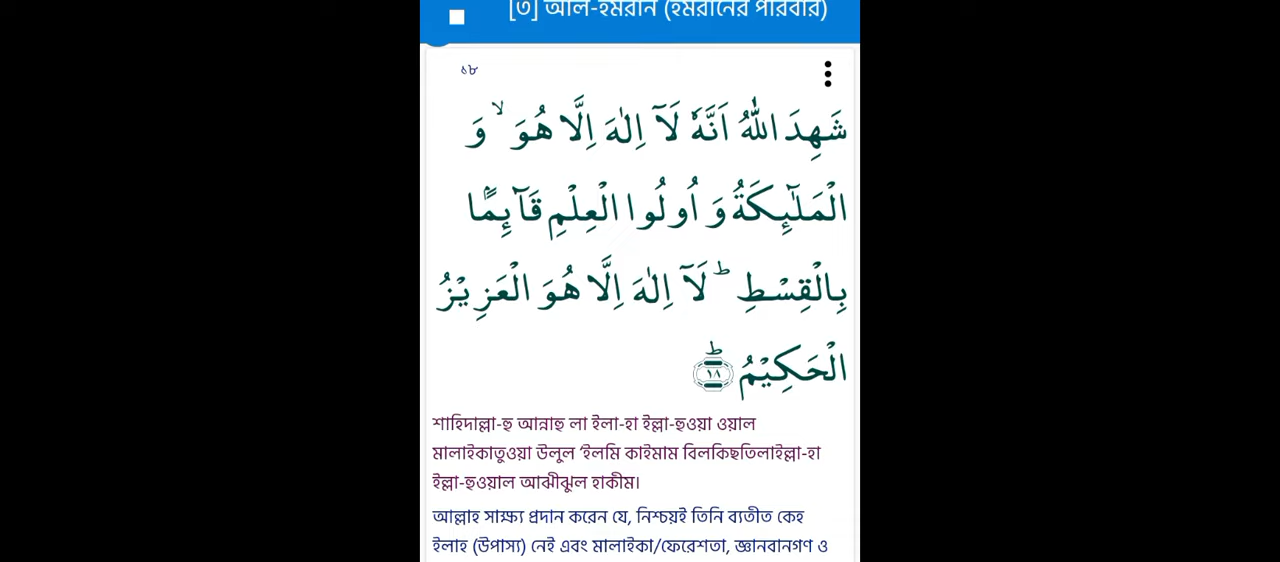 [৩] আল-ইমরান (ইমরানের পরিবার)
১৮
شَهِدَ اللّٰهُ اَنَّهٗ لَاۤ اِلٰهَ اِلَّا هُوَ ۙ وَ
الْمَلٰٓئِكَةُ وَ اُولُوا الْعِلْمِ قَآئِمًۢا
بِالْقِسْطِ ؕ لَاۤ اِلٰهَ اِلَّا هُوَ الْعَزِیْزُ
الْحَكِیْمُ ؕ﴿۱۸﴾
শাহিদাল্লা-হু আন্নাহু লা ইলা-হা ইল্লা-হুওয়া ওয়াল
মালাইকাতুওয়া উলুল ‘ইলমি কাইমাম বিলকিছতিলাইল্লা-হা
ইল্লা-হুওয়াল আঝীঝুল হাকীম।
আল্লাহ সাক্ষ্য প্রদান করেন যে, নিশ্চয়ই তিনি ব্যতীত কেহ
ইলাহ (উপাস্য) নেই এবং মালাইকা/ফেরেশতা, জ্ঞানবানগণ ও